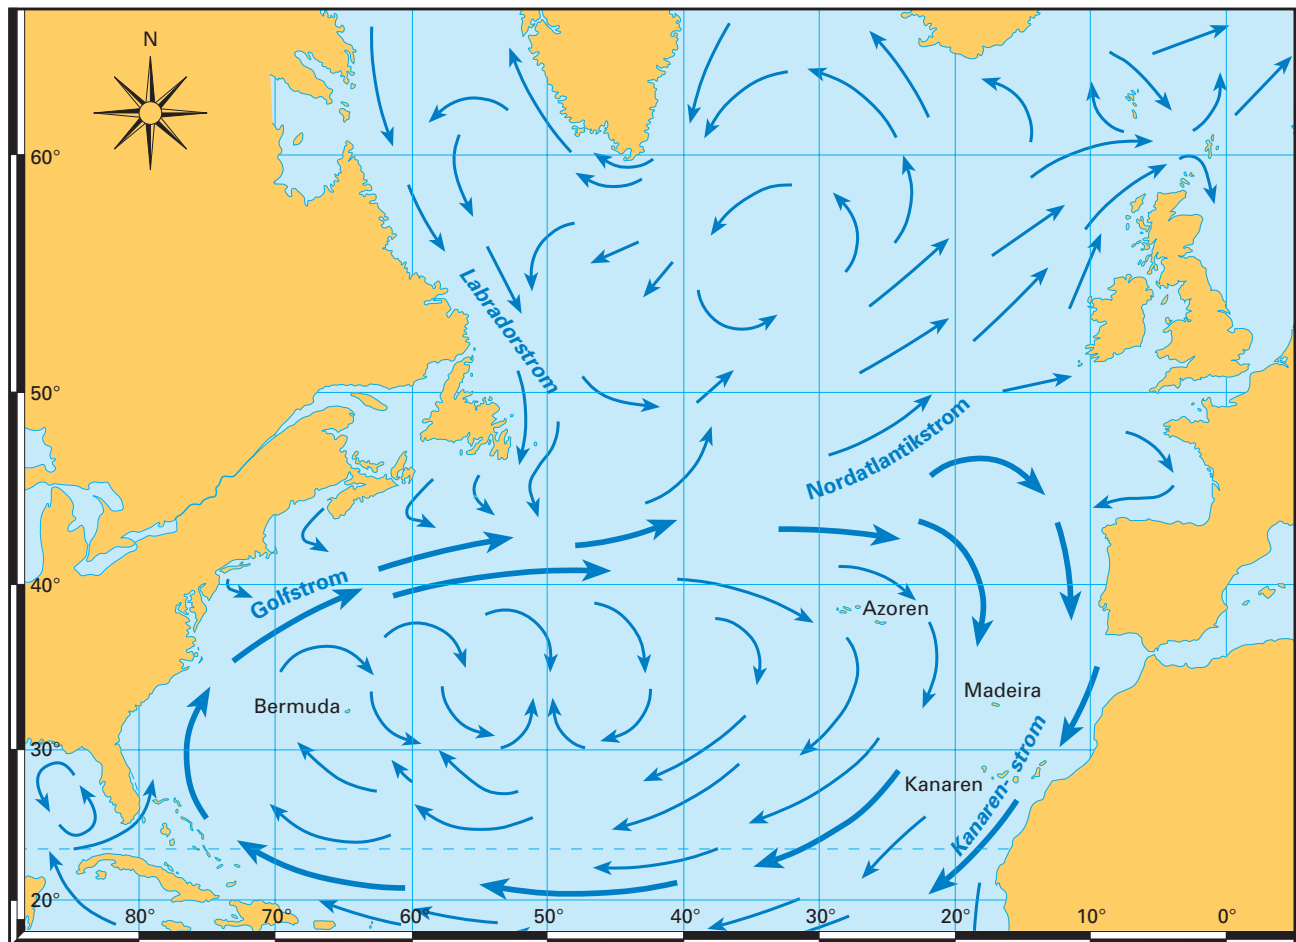 N
60°
Labradorstrom
50°
Nordatlantikstrom
40°
Golfstrom
Azoren
Madeira
Bermuda
30°
Kanaren
Kanaren-strom
20°
80°
70°
60°
50°
40°
30°
20°
10°
0°